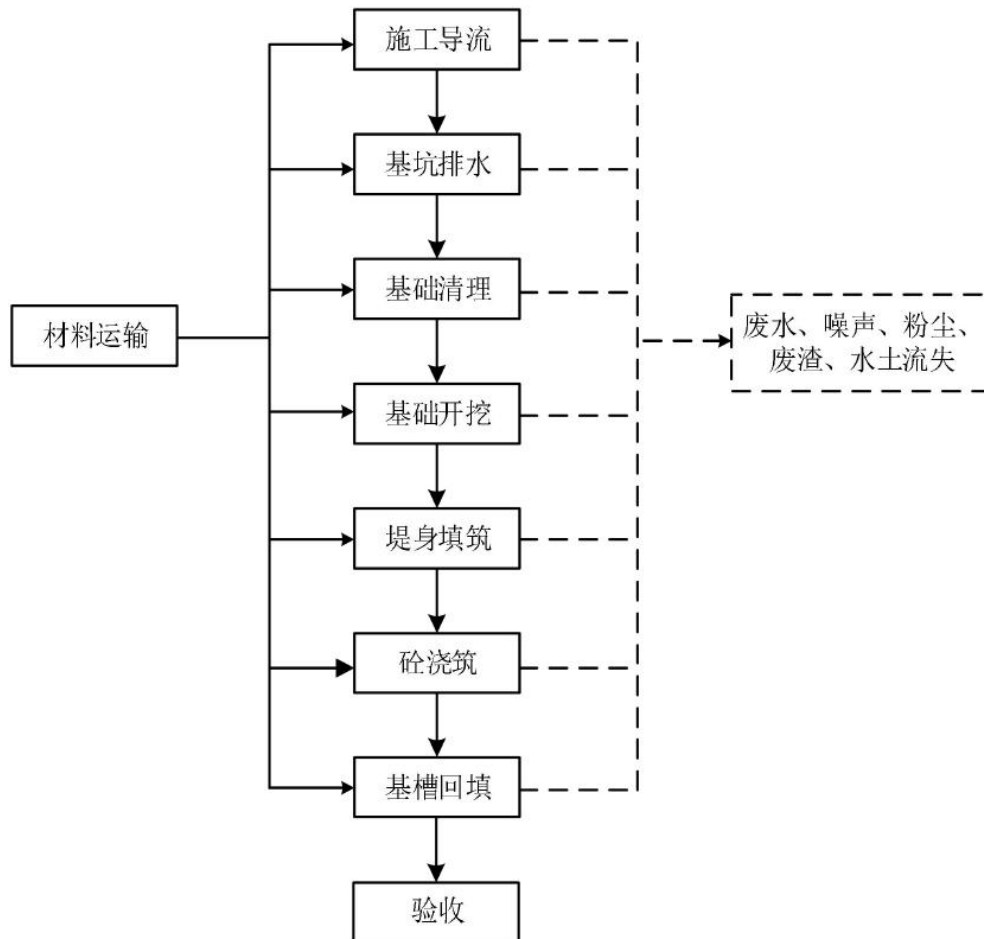 施工导流
基坑排水
基础清理
材料运输
废水、噪声、粉尘、
废渣、水土流失
基础开挖
堤身填筑
砼浇筑
基槽回填
验收